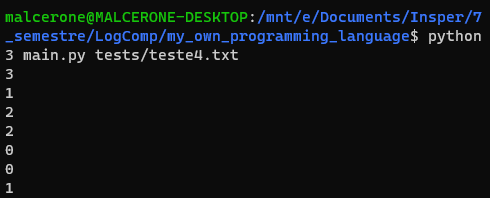 malcerone@MALCERONE-DESKTOP:/mnt/e/Documents/Insper/7
_semestre/LogComp/my_own_programming_language$ python
3 main.py tests/teste4.txt
3
1
2
2
0
0
1